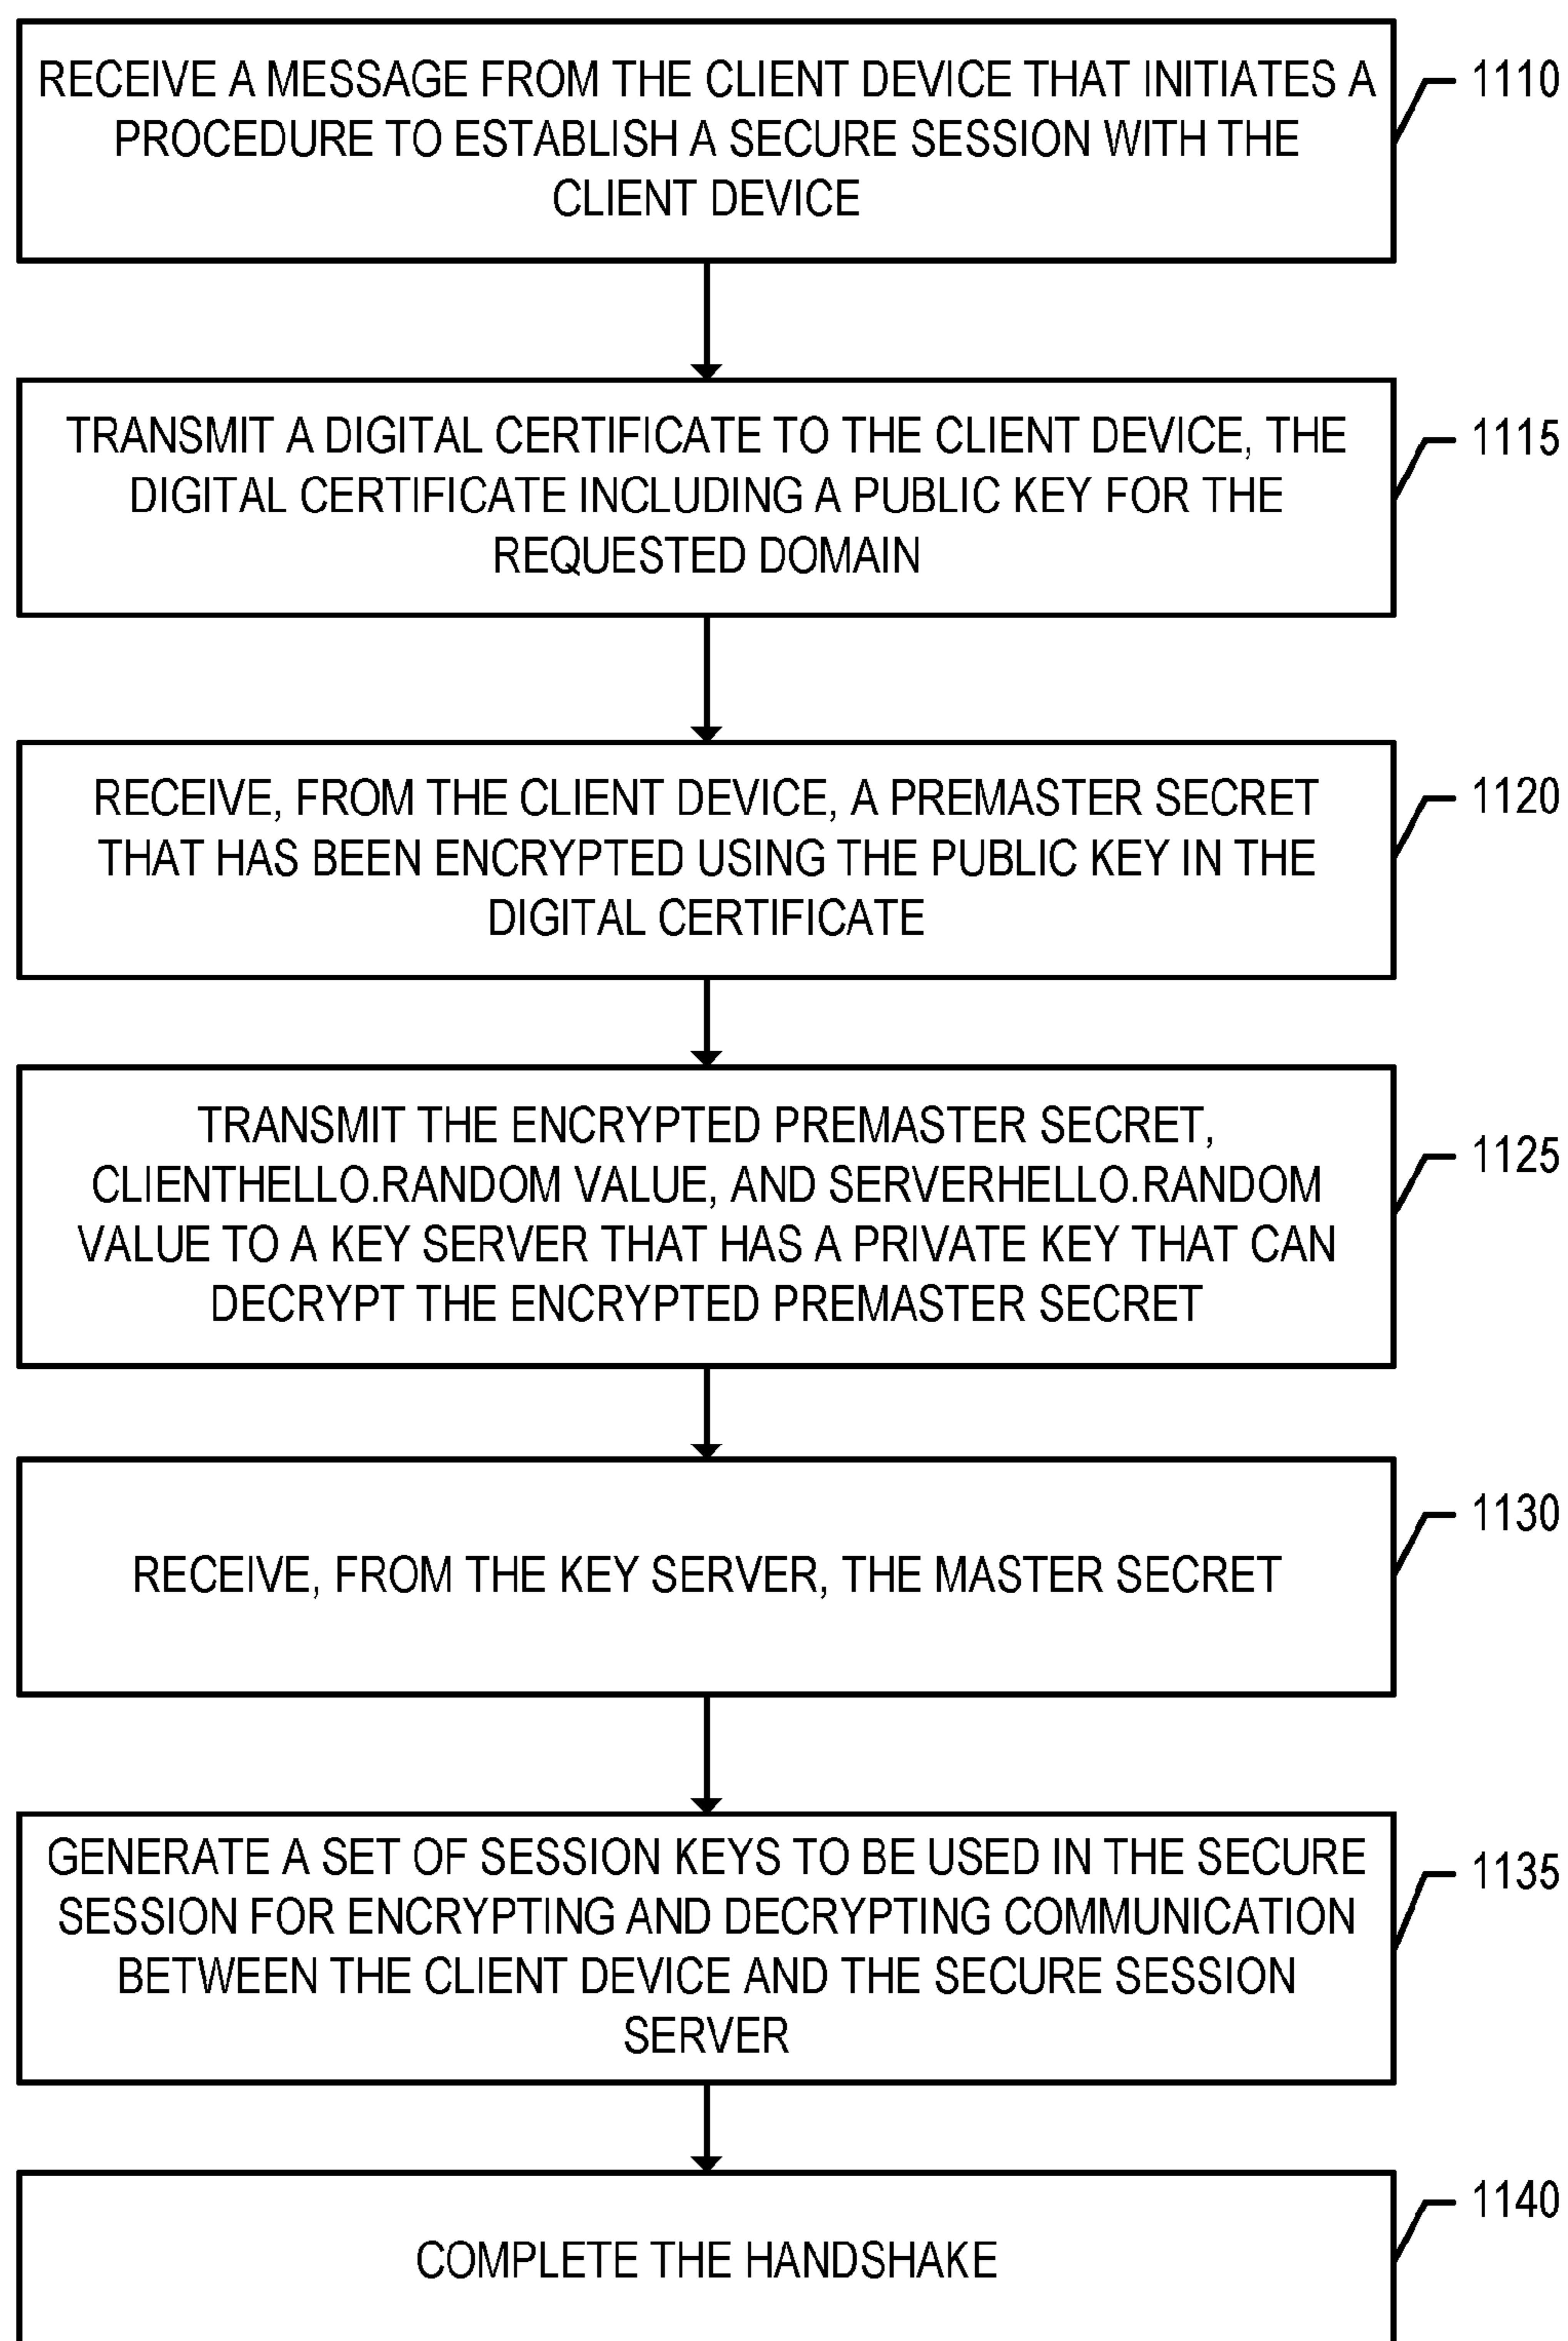 RECEIVE A MESSAGE FROM THE CLIENT DEVICE THAT INITIATES A
PROCEDURE TO ESTABLISH A SECURE SESSION WITH THE
CLIENT DEVICE
1110
TRANSMIT A DIGITAL CERTIFICATE TO THE CLIENT DEVICE, THE
DIGITAL CERTIFICATE INCLUDING A PUBLIC KEY FOR THE
REQUESTED DOMAIN
1115
RECEIVE, FROM THE CLIENT DEVICE, A PREMASTER SECRET
THAT HAS BEEN ENCRYPTED USING THE PUBLIC KEY IN THE
DIGITAL CERTIFICATE
1120
TRANSMIT THE ENCRYPTED PREMASTER SECRET,
CLIENTHELLO.RANDOM VALUE, AND SERVERHELLO.RANDOM
VALUE TO A KEY SERVER THAT HAS A PRIVATE KEY THAT CAN
DECRYPT THE ENCRYPTED PREMASTER SECRET
1125
RECEIVE, FROM THE KEY SERVER, THE MASTER SECRET
1130
GENERATE A SET OF SESSION KEYS TO BE USED IN THE SECURE
SESSION FOR ENCRYPTING AND DECRYPTING COMMUNICATION
BETWEEN THE CLIENT DEVICE AND THE SECURE SESSION
SERVER
1135
COMPLETE THE HANDSHAKE
1140